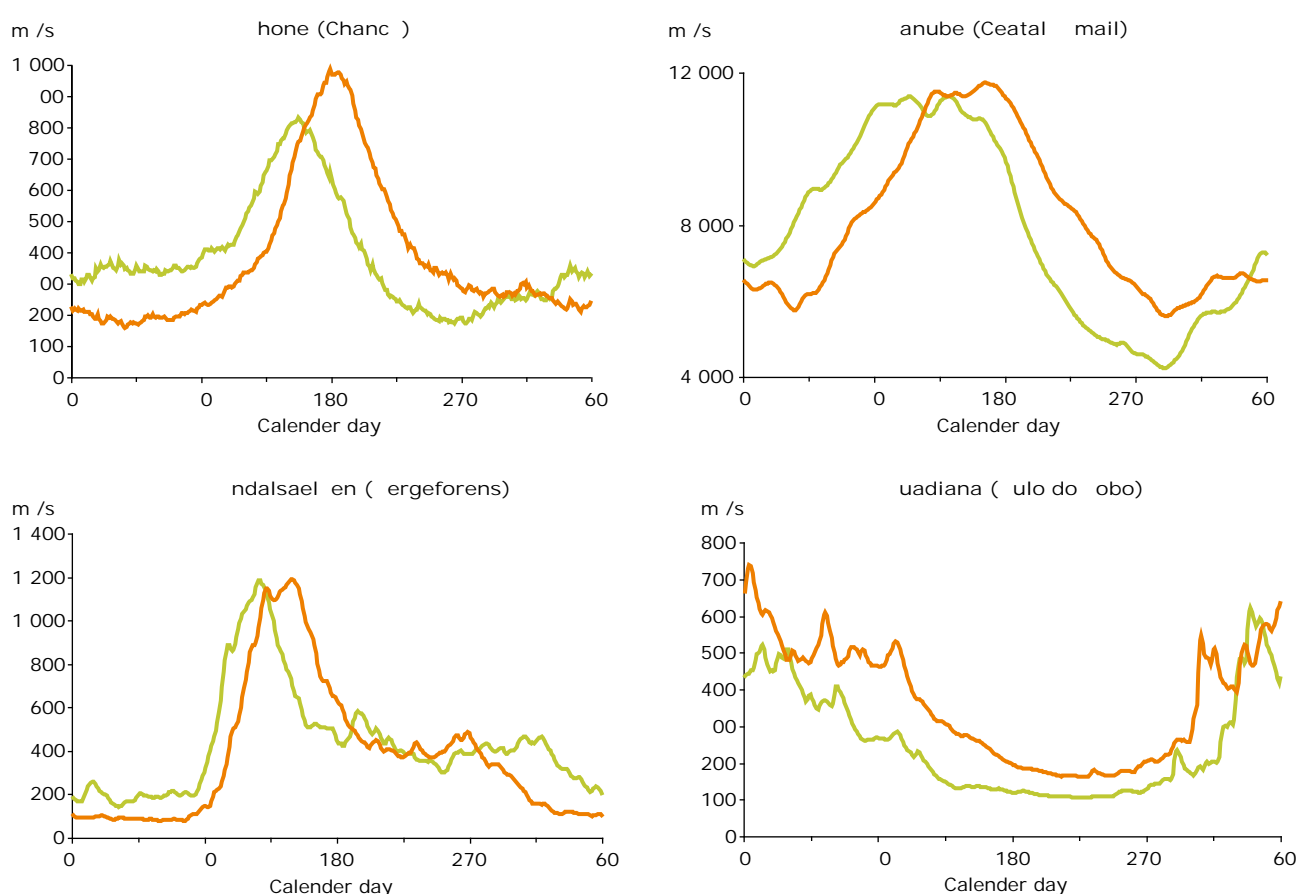 hone (Chanc )
m /s
1 000
00
800
700
600
500
400
00
200
100
0
0 0 180 270 60
Calender day
anube (Ceatal mail)
m /s
12 000
8 000
4 000
0 0 180 270 60
Calender day
ndalsael en ( ergeforens)
m /s
1 400
1 200
1 000
800
600
400
200
0
0 0 180 270 60
Calender day
uadiana ( ulo do obo)
m /s
800
700
600
500
400
00
200
100
0
0 0 180 270 60
Calender day